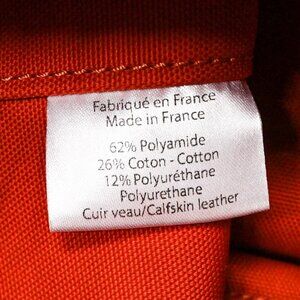 Fabriqué en France
Made in France
62% Polyamide
26% Coton - Cotton
12% Polyuréthane
Polyurethane
Cuir veau/Calfskin leather